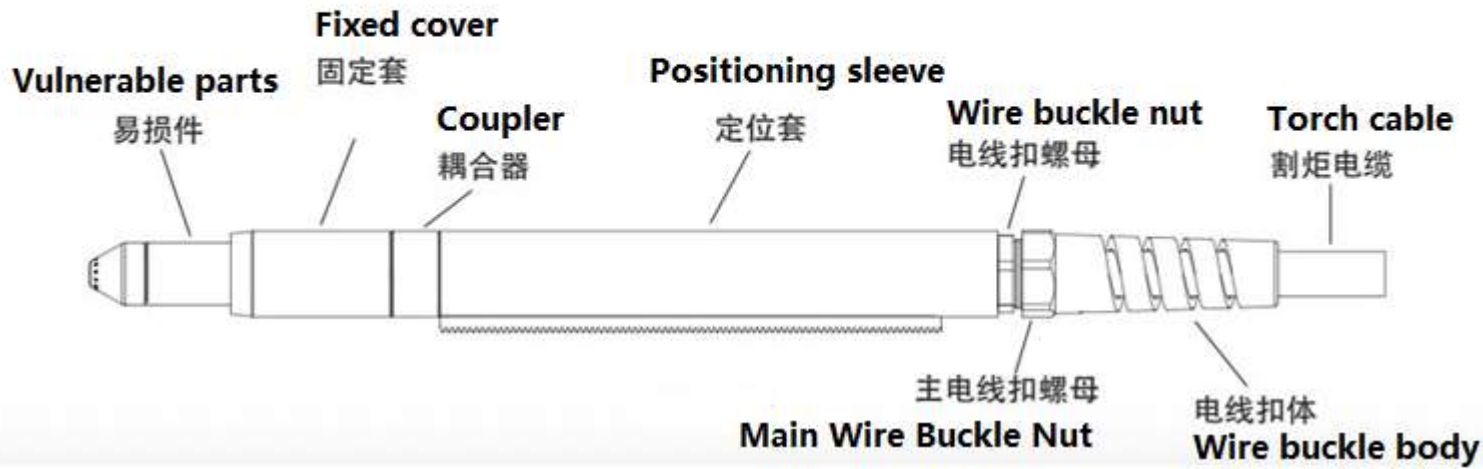 Fixed cover
固定套
Vulnerable parts
易损件
Coupler
耦合器
Positioning sleeve
定位套
Wire buckle nut
电线扣螺母
Torch cable
割炬电缆
主电线扣螺母
Main Wire Buckle Nut
电线扣体
Wire buckle body